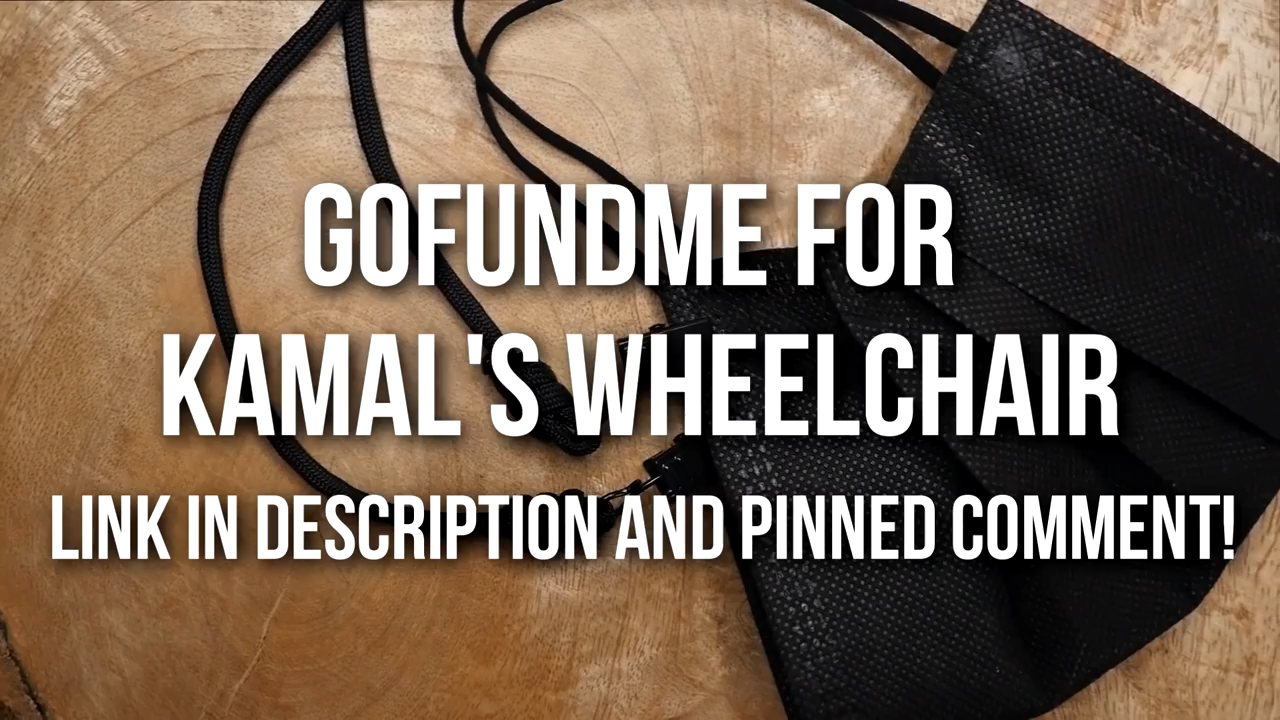 GOFUNDME FOR
KAMAL'S WHEELCHAIR
LINK IN DESCRIPTION AND PINNED COMMENT!